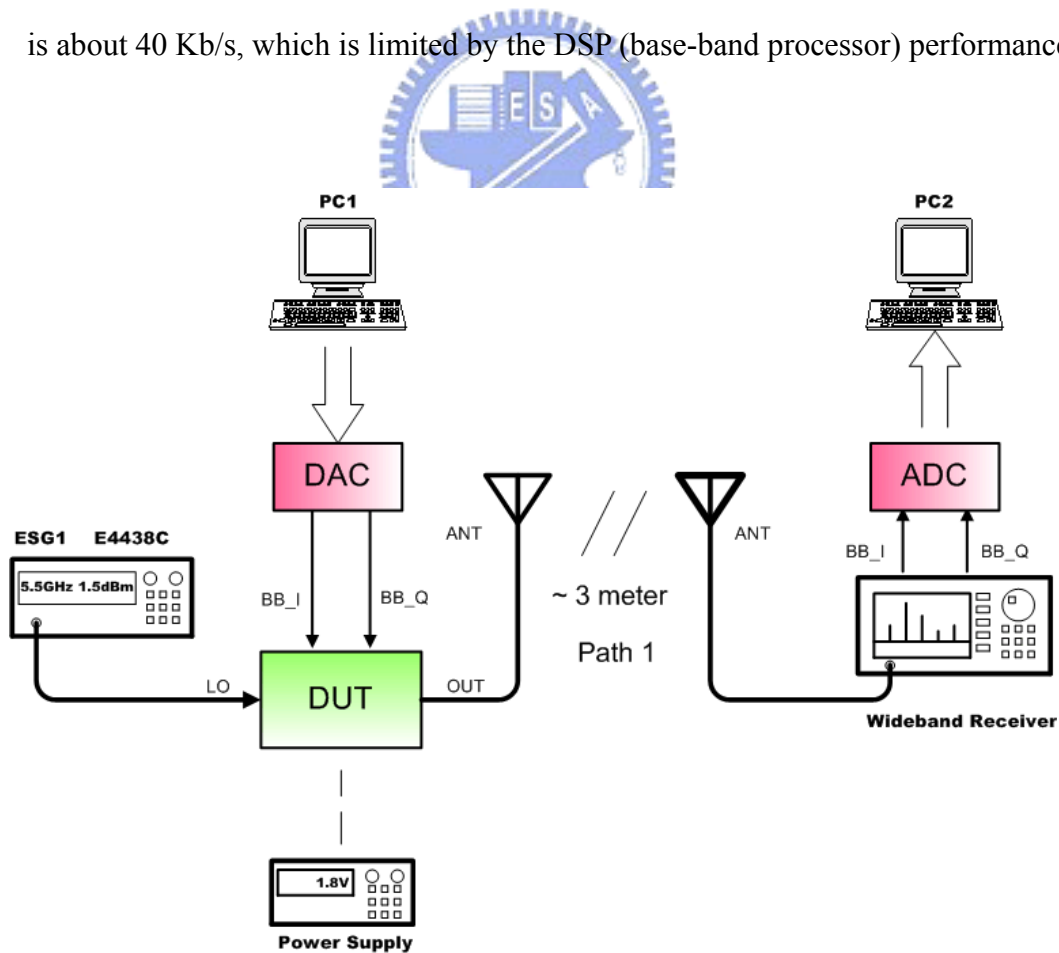 is about 40 Kb/s, which is limited by the DSP (base-band processor) performance
E S A
PC1
PC2
DAC
ADC
ANT
ANT
ESG1 E4438C
5.5GHz 1.5dBm
BB_I
BB_Q
BB_I
BB_Q
~ 3 meter
Path 1
LO
DUT
OUT
Wideband Receiver
1.8V
Power Supply